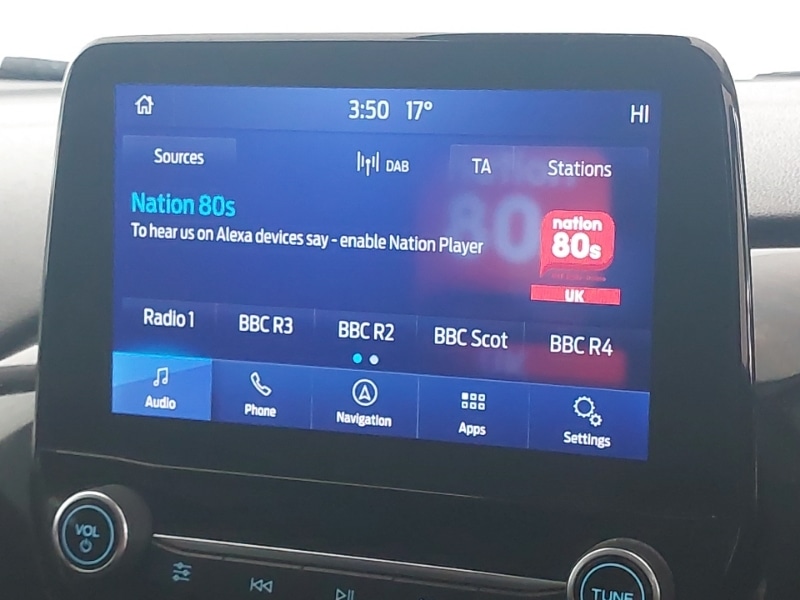 3:50 17° HI
Sources DAB TA Stations
Nation 80s
To hear us on Alexa devices say - enable Nation Player
nation
80s
UK
Radio 1 BBC R3 BBC R2 BBC Scot BBC R4
Audio Phone Navigation Apps Settings
VOL
TUNE